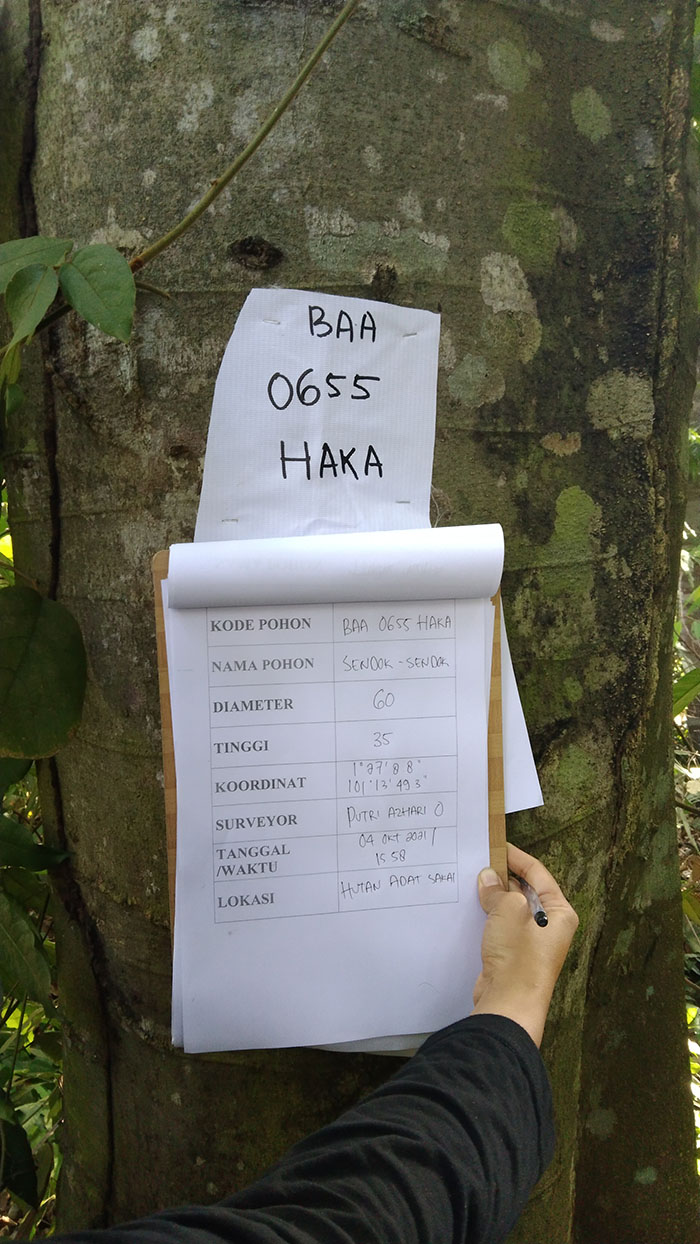 BAA
0655
HAKA
KODE POHON BAA 0655 HAKA
NAMA POHON SENDOK - SENDOK
DIAMETER 60
TINGGI 35
KOORDINAT 1° 27' 8 8"
101° 13' 49 3"
SURVEYOR PUTRI AZHARI O
TANGGAL 04 OKT 2021 /
/WAKTU 15 58
LOKASI HUTAN ADAT SAKAI